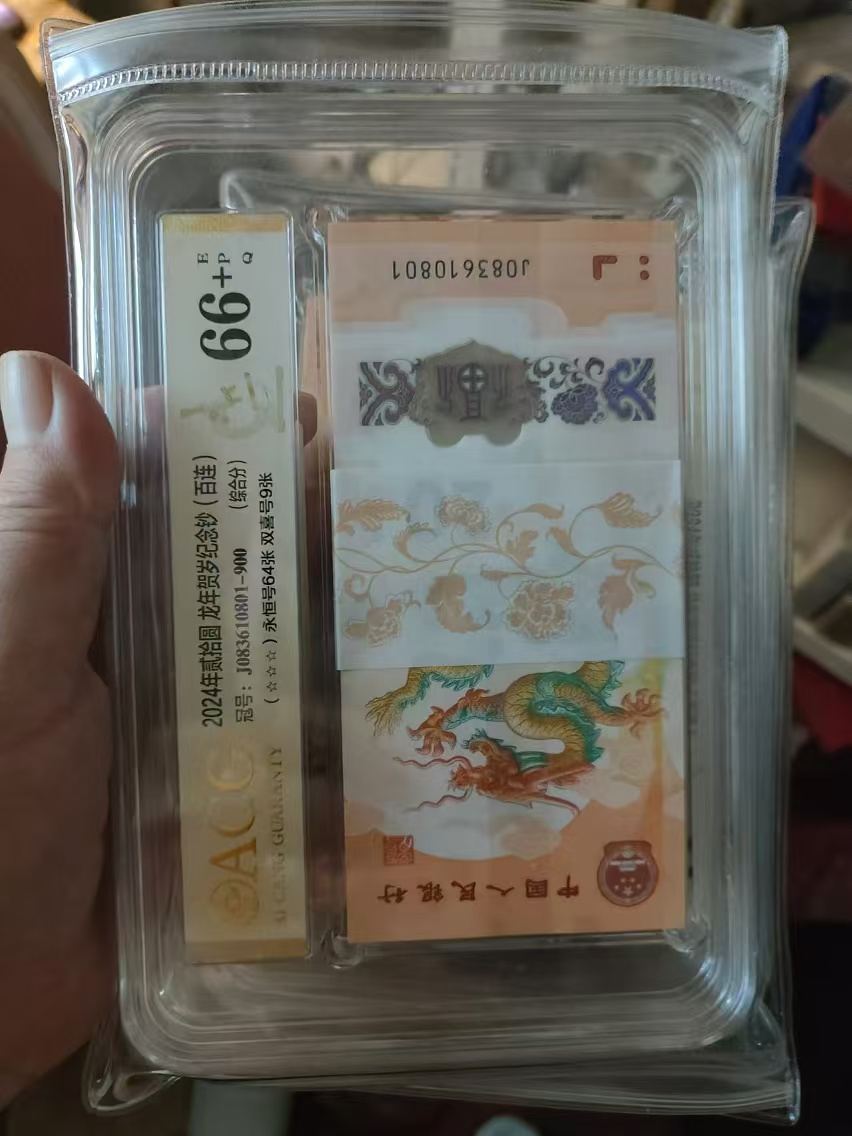 66+
E
P
Q
2024年贰拾圆 龙年贺岁纪念钞（百连）
冠号：J083610801-900 （综合分）
（☆☆☆）永恒号64张 双喜号9张
ACG
AI CANG GUARANTY
J083610801
中国人民银行